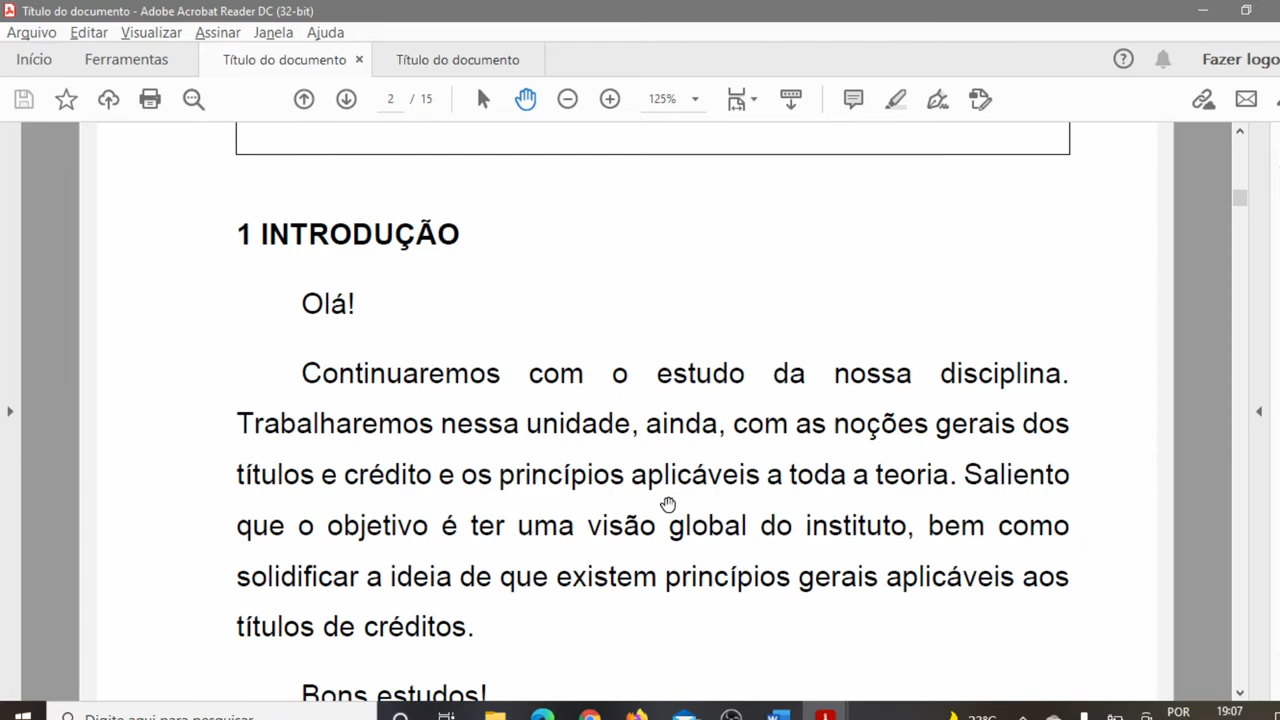 Título do documento - Adobe Acrobat Reader DC (32-bit)
Arquivo Editar Visualizar Assinar Janela Ajuda
Início Ferramentas Título do documento × Título do documento Fazer logo
2 / 15 125%
1 INTRODUÇÃO
Olá!
Continuaremos com o estudo da nossa disciplina.
Trabalharemos nessa unidade, ainda, com as noções gerais dos
títulos e crédito e os princípios aplicáveis a toda a teoria. Saliento
que o objetivo é ter uma visão global do instituto, bem como
solidificar a ideia de que existem princípios gerais aplicáveis aos
títulos de créditos.
Bons estudos!
Digite aqui para pesquisar POR 19:07